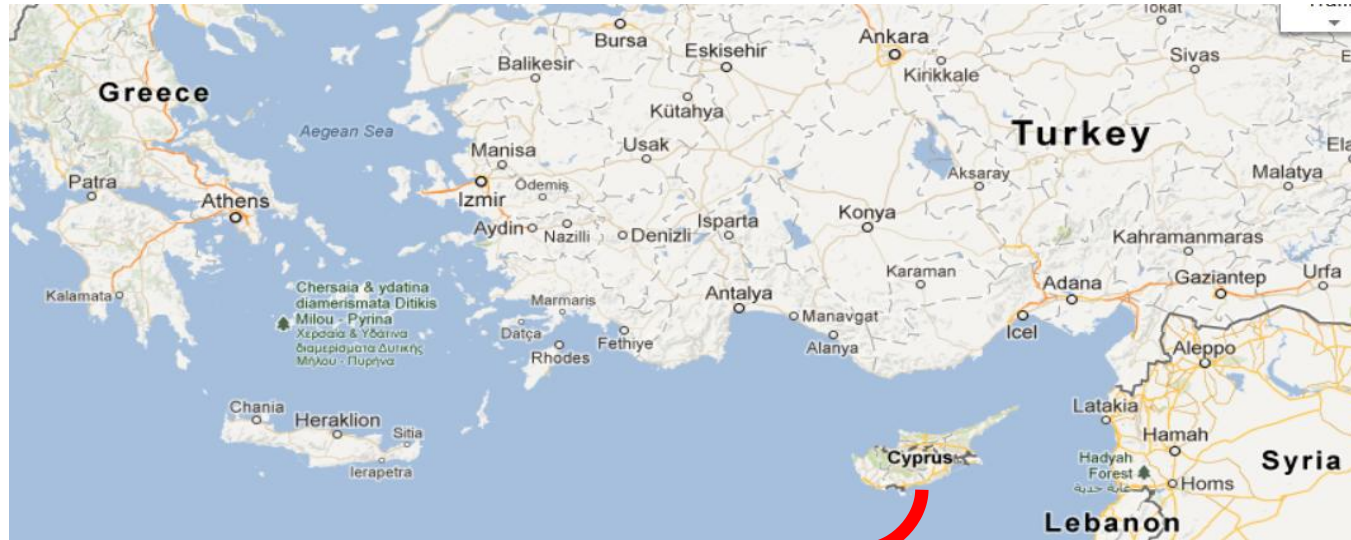 Tokat
Bursa
Eskisehir
Ankara
Sivas
Balikesir
Kirikkale
Greece
Kütahya
Aegean Sea
Turkey
Manisa
Usak
Aksaray
Malatya
Patra
Athens
Izmir
Ödemiş
Aydin
Nazilli
Denizli
Isparta
Konya
Kahramanmaras
Kalamata
Chersaia & ydatina
diamerismata Ditikis
Milou - Pyrina
Χερσαία & Υδάτινα
διαμερίσματα Δυτικής
Μήλου - Πυρήνα
Marmaris
Antalya
Karaman
Adana
Gaziantep
Urfa
Datça
Rhodes
Fethiye
Manavgat
Alanya
Icel
Aleppo
Chania
Heraklion
Sitia
Ierapetra
Latakia
Cyprus
Hamah
Hadyah
Forest
Syria
Homs
Lebanon